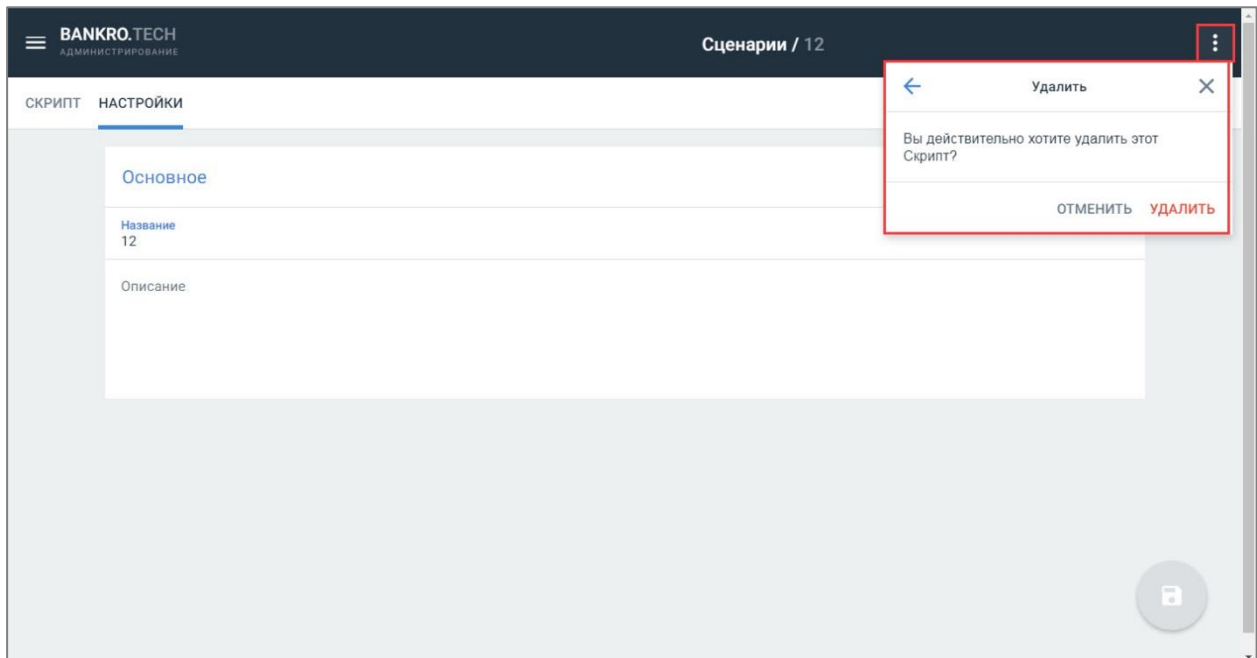 BANKRO.TECH
АДМИНИСТРИРОВАНИЕ
Сценарии / 12
СКРИПТ НАСТРОЙКИ
Удалить
Вы действительно хотите удалить этот
Скрипт?
ОТМЕНИТЬ УДАЛИТЬ
Основное
Название
12
Описание